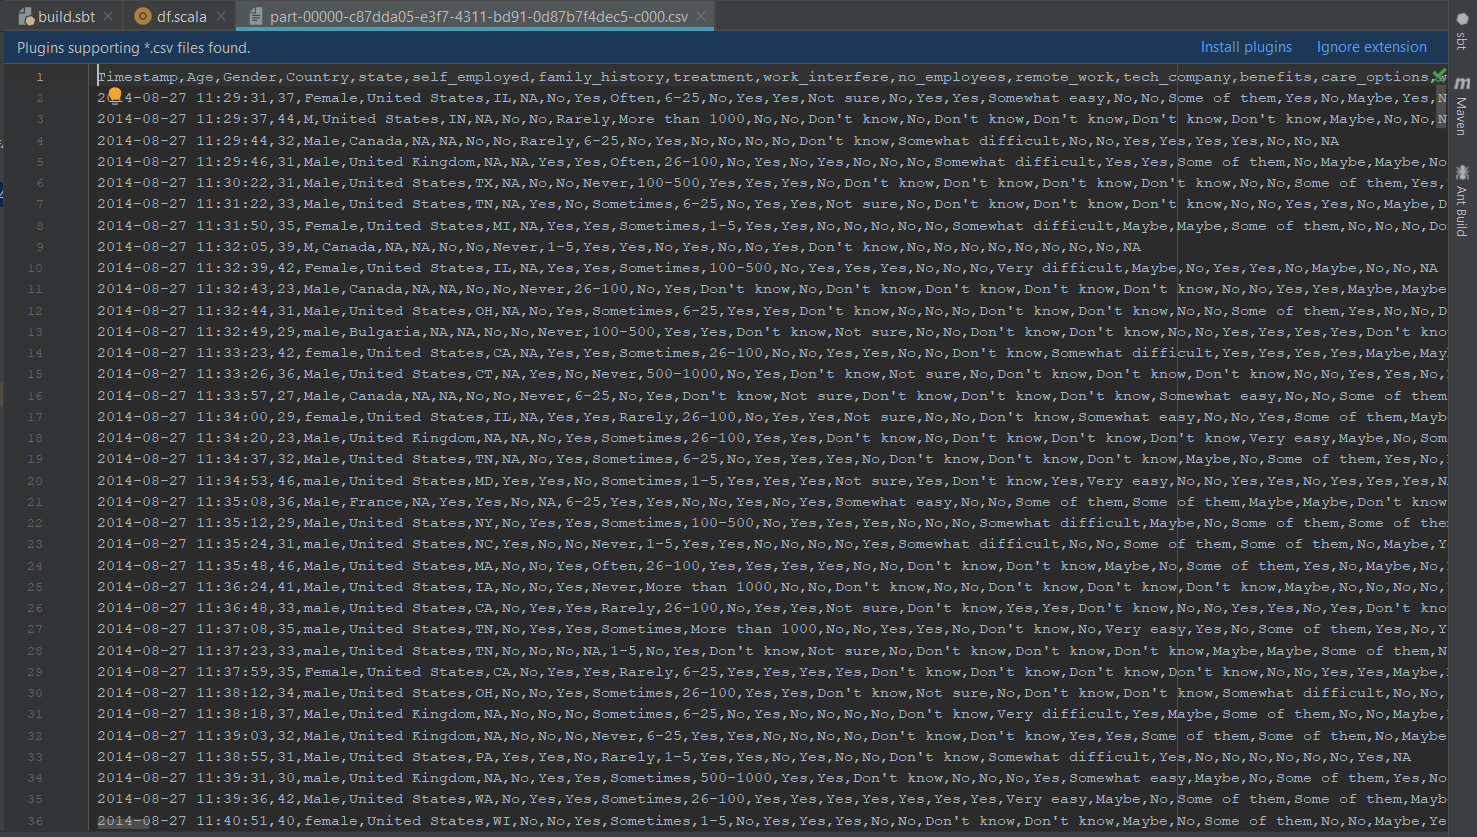 build.sbt
df.scala
part-00000-c87dda05-e3f7-4311-bd91-0d87b7f4dec5-c000.csv
Plugins supporting *.csv files found.
Install plugins
Ignore extension
1 Timestamp,Age,Gender,Country,state,self_employed,family_history,treatment,work_interfere,no_employees,remote_work,tech_company,benefits,care_options,
2 2014-08-27 11:29:31,37,Female,United States,IL,NA,No,Yes,Often,6-25,No,Yes,Yes,Not sure,No,Yes,Yes,Somewhat easy,No,No,Some of them,Yes,No,Maybe,Yes,N
3 2014-08-27 11:29:37,44,M,United States,IN,NA,No,No,Rarely,More than 1000,No,No,Don't know,No,Don't know,Don't know,Don't know,Don't know,Maybe,No,No,N
4 2014-08-27 11:29:44,32,Male,Canada,NA,NA,No,No,Rarely,6-25,No,Yes,No,No,No,No,Don't know,Somewhat difficult,No,No,Yes,Yes,Yes,Yes,No,No,NA
5 2014-08-27 11:29:46,31,Male,United Kingdom,NA,NA,Yes,Yes,Often,26-100,No,Yes,No,Yes,No,No,No,Somewhat difficult,Yes,Yes,Some of them,No,Maybe,Maybe,No
6 2014-08-27 11:30:22,31,Male,United States,TX,NA,No,No,Never,100-500,Yes,Yes,Yes,No,Don't know,Don't know,Don't know,Don't know,No,No,Some of them,Yes,
7 2014-08-27 11:31:22,33,Male,United States,TN,NA,Yes,No,Sometimes,6-25,No,Yes,Yes,Not sure,No,Don't know,Don't know,Don't know,No,No,Yes,Yes,No,Maybe,D
8 2014-08-27 11:31:50,35,Female,United States,MI,NA,Yes,Yes,Sometimes,1-5,Yes,Yes,No,No,No,No,No,Somewhat difficult,Maybe,Maybe,Some of them,No,No,No,Do
9 2014-08-27 11:32:05,39,M,Canada,NA,NA,No,No,Never,1-5,Yes,Yes,No,Yes,No,No,Yes,Don't know,No,No,No,No,No,No,No,No,NA
10 2014-08-27 11:32:39,42,Female,United States,IL,NA,Yes,Yes,Sometimes,100-500,No,Yes,Yes,Yes,No,No,No,Very difficult,Maybe,No,Yes,Yes,No,Maybe,No,No,NA
11 2014-08-27 11:32:43,23,Male,Canada,NA,NA,No,No,Never,26-100,No,Yes,Don't know,No,Don't know,Don't know,Don't know,Don't know,No,No,Yes,Yes,Maybe,Maybe
12 2014-08-27 11:32:44,31,Male,United States,OH,NA,No,Yes,Sometimes,6-25,Yes,Yes,Don't know,No,No,No,Don't know,Don't know,No,No,Some of them,Yes,No,No,D
13 2014-08-27 11:32:49,29,male,Bulgaria,NA,NA,No,No,Never,100-500,Yes,Yes,Don't know,Not sure,No,No,Don't know,Don't know,No,No,Yes,Yes,Yes,Yes,Don't kno
14 2014-08-27 11:33:23,42,female,United States,CA,NA,Yes,Yes,Sometimes,26-100,No,No,Yes,Yes,No,No,Don't know,Somewhat difficult,Yes,Yes,Yes,Yes,Maybe,May
15 2014-08-27 11:33:26,36,Male,United States,CT,NA,Yes,No,Never,500-1000,No,Yes,Don't know,Not sure,No,Don't know,Don't know,Don't know,No,No,Yes,Yes,No,
16 2014-08-27 11:33:57,27,Male,Canada,NA,NA,No,No,Never,6-25,No,Yes,Don't know,Not sure,Don't know,Don't know,Don't know,Somewhat easy,No,No,Some of them
17 2014-08-27 11:34:00,29,female,United States,IL,NA,Yes,Yes,Rarely,26-100,No,Yes,Yes,Not sure,No,No,Don't know,Somewhat easy,No,No,Yes,Some of them,Mayb
18 2014-08-27 11:34:20,23,Male,United Kingdom,NA,NA,No,Yes,Sometimes,26-100,Yes,Yes,Don't know,No,Don't know,Don't know,Don't know,Very easy,Maybe,No,Som
19 2014-08-27 11:34:37,32,Male,United States,TN,NA,No,Yes,Sometimes,6-25,No,Yes,Yes,Yes,No,Don't know,Don't know,Don't know,Maybe,No,Some of them,Yes,No,
20 2014-08-27 11:34:53,46,male,United States,MD,Yes,Yes,No,Sometimes,1-5,Yes,Yes,Yes,Not sure,Yes,Don't know,Yes,Very easy,No,No,Yes,Yes,No,Yes,Yes,Yes,N
21 2014-08-27 11:35:08,36,Male,France,NA,Yes,Yes,No,NA,6-25,Yes,Yes,No,No,Yes,No,Yes,Somewhat easy,No,No,Some of them,Some of them,Maybe,Maybe,Don't know
22 2014-08-27 11:35:12,29,Male,United States,NY,No,Yes,Yes,Sometimes,100-500,No,Yes,Yes,Yes,No,No,No,Somewhat difficult,Maybe,No,Some of them,Some of the
23 2014-08-27 11:35:24,31,male,United States,NC,Yes,No,No,Never,1-5,Yes,Yes,No,No,No,No,Yes,Somewhat difficult,No,No,Some of them,Some of them,No,Maybe,Y
24 2014-08-27 11:35:48,46,Male,United States,MA,No,No,Yes,Often,26-100,Yes,Yes,Yes,Yes,No,No,Don't know,Don't know,Maybe,No,Some of them,Yes,No,Maybe,No,
25 2014-08-27 11:36:24,41,Male,United States,IA,No,No,Yes,Never,More than 1000,No,No,Don't know,No,No,Don't know,Don't know,Don't know,Maybe,No,No,No,No,
26 2014-08-27 11:36:48,33,male,United States,CA,No,Yes,Yes,Rarely,26-100,No,Yes,Yes,Not sure,Don't know,Yes,Yes,Don't know,No,No,Yes,Yes,No,Yes,Don't kno
27 2014-08-27 11:37:08,35,male,United States,TN,No,Yes,Yes,Sometimes,More than 1000,No,No,Yes,Yes,No,Don't know,No,Very easy,Yes,No,Some of them,Yes,No,Y
28 2014-08-27 11:37:23,33,male,United States,TN,No,No,No,NA,1-5,No,Yes,Don't know,Not sure,No,Don't know,Don't know,Don't know,Maybe,Maybe,Some of them,N
29 2014-08-27 11:37:59,35,Female,United States,CA,No,Yes,Yes,Rarely,6-25,Yes,Yes,Yes,Yes,Don't know,Don't know,Don't know,Don't know,No,No,Yes,Yes,Maybe,
30 2014-08-27 11:38:12,34,male,United States,OH,No,No,Yes,Sometimes,26-100,Yes,Yes,Don't know,Not sure,No,Don't know,Don't know,Somewhat difficult,No,No,
31 2014-08-27 11:38:18,37,Male,United Kingdom,NA,No,No,No,Sometimes,6-25,No,Yes,No,No,No,No,Don't know,Very difficult,Yes,Maybe,Some of them,No,No,Maybe,
32 2014-08-27 11:39:03,32,Male,United Kingdom,NA,No,No,No,Never,6-25,Yes,Yes,No,No,No,No,Don't know,Don't know,Yes,Yes,Some of them,Some of them,No,Maybe
33 2014-08-27 11:38:55,31,Male,United States,PA,Yes,Yes,No,Rarely,1-5,Yes,Yes,No,Yes,No,No,Don't know,Somewhat difficult,Yes,No,No,No,No,No,No,Yes,NA
34 2014-08-27 11:39:31,30,male,United Kingdom,NA,No,Yes,Yes,Sometimes,500-1000,Yes,Yes,Don't know,No,No,No,Yes,Somewhat easy,Maybe,No,Some of them,Yes,No
35 2014-08-27 11:39:36,42,Male,United States,WA,No,Yes,Yes,Sometimes,26-100,Yes,Yes,Yes,Yes,Yes,Yes,Yes,Very easy,Maybe,No,Some of them,Some of them,Mayb
36 2014-08-27 11:40:51,40,female,United States,WI,No,No,Yes,Sometimes,1-5,No,Yes,Yes,Yes,No,No,Don't know,Don't know,Maybe,No,Some of them,No,No,Maybe,Ye
sbt
Maven
Ant Build